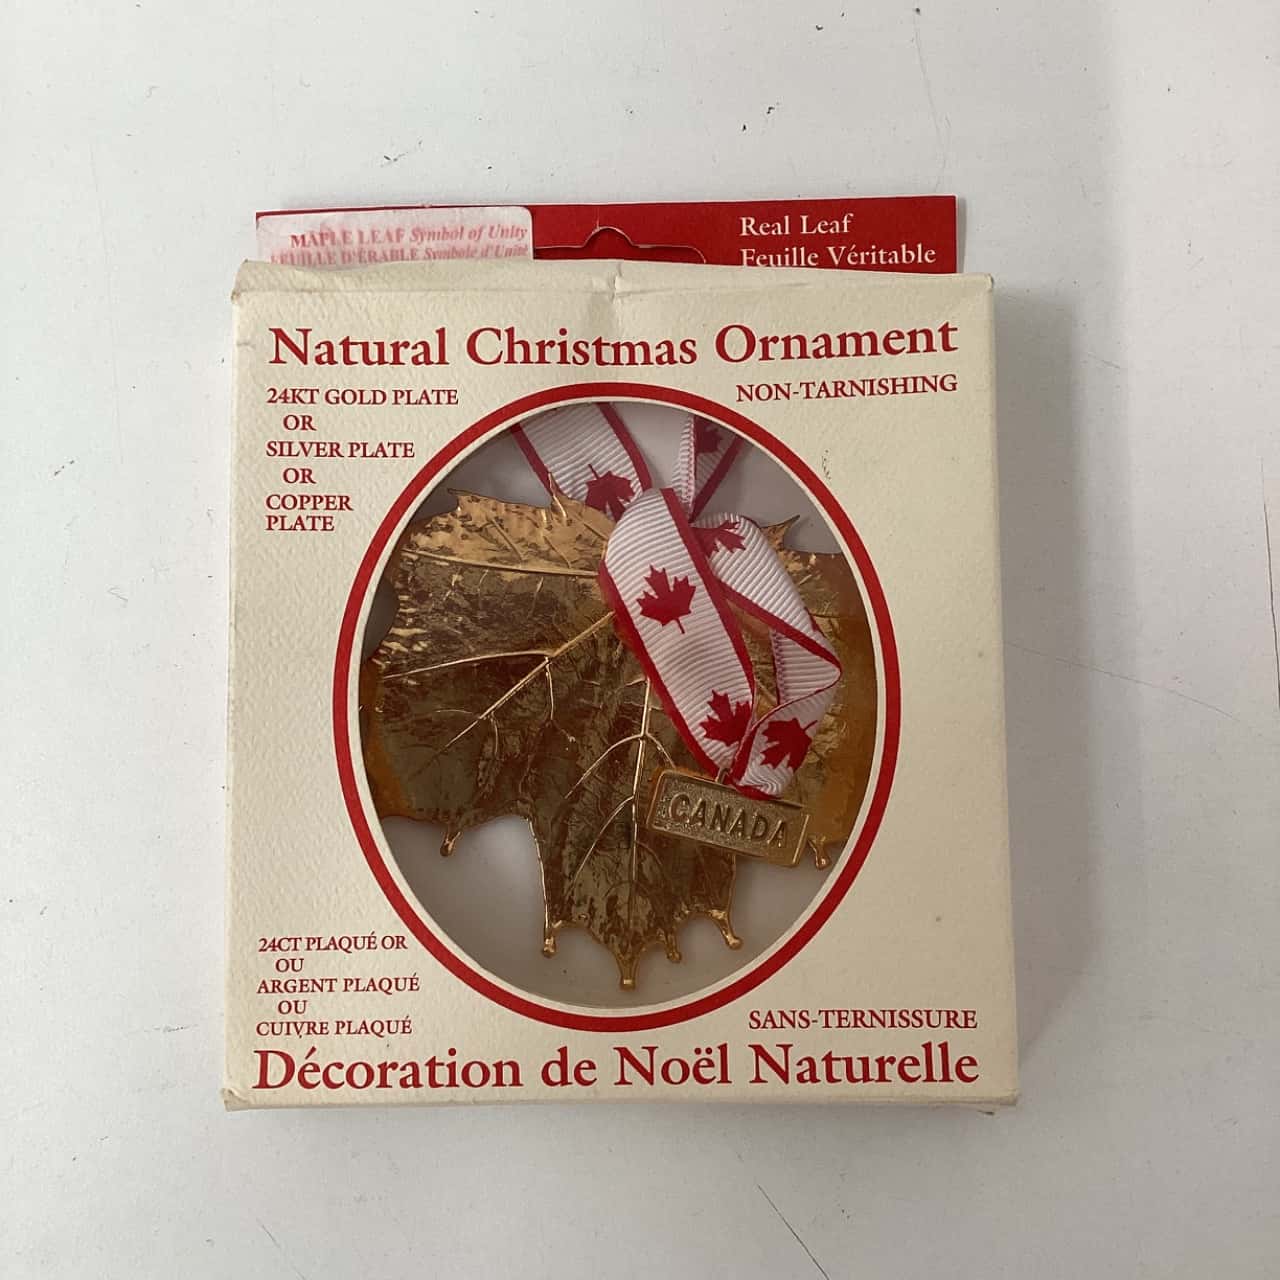 MAPLE LEAF Symbol of Unity
FEUILLE D'ÉRABLE Symbole d'Unité
Real Leaf
Feuille Véritable
Natural Christmas Ornament
24KT GOLD PLATE
OR
SILVER PLATE
OR
COPPER
PLATE
NON-TARNISHING
CANADA
24CT PLAQUÉ OR
OU
ARGENT PLAQUÉ
OU
CUIVRE PLAQUÉ
SANS-TERNISSURE
Décoration de Noël Naturelle